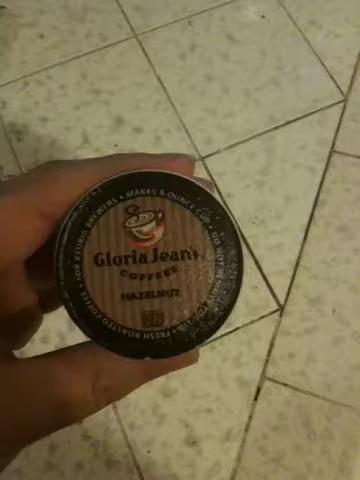 FOR KEURIG BREWERS • MAKES 8-OUNCE CUP •
Gloria Jean's
COFFEES
HAZELNUT
• FRESH ROASTED COFFEE •